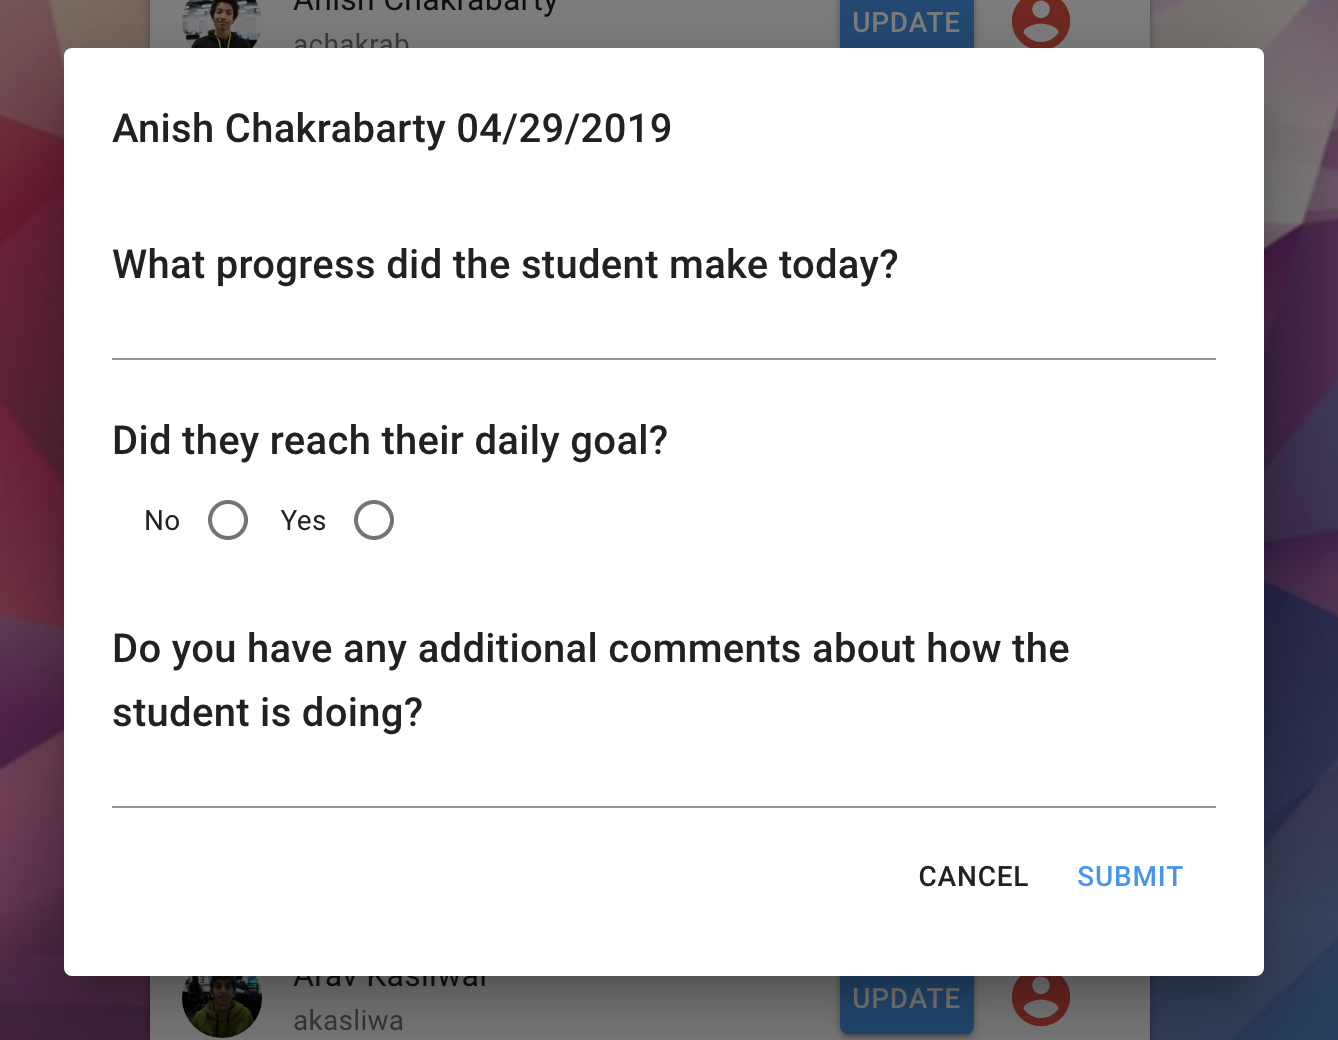 Anish Chakrabarty
UPDATE
achakrab
Anish Chakrabarty 04/29/2019
What progress did the student make today?
Did they reach their daily goal?
No Yes
Do you have any additional comments about how the
student is doing?
CANCEL SUBMIT
Arav Kasliwal
UPDATE
akasliwa